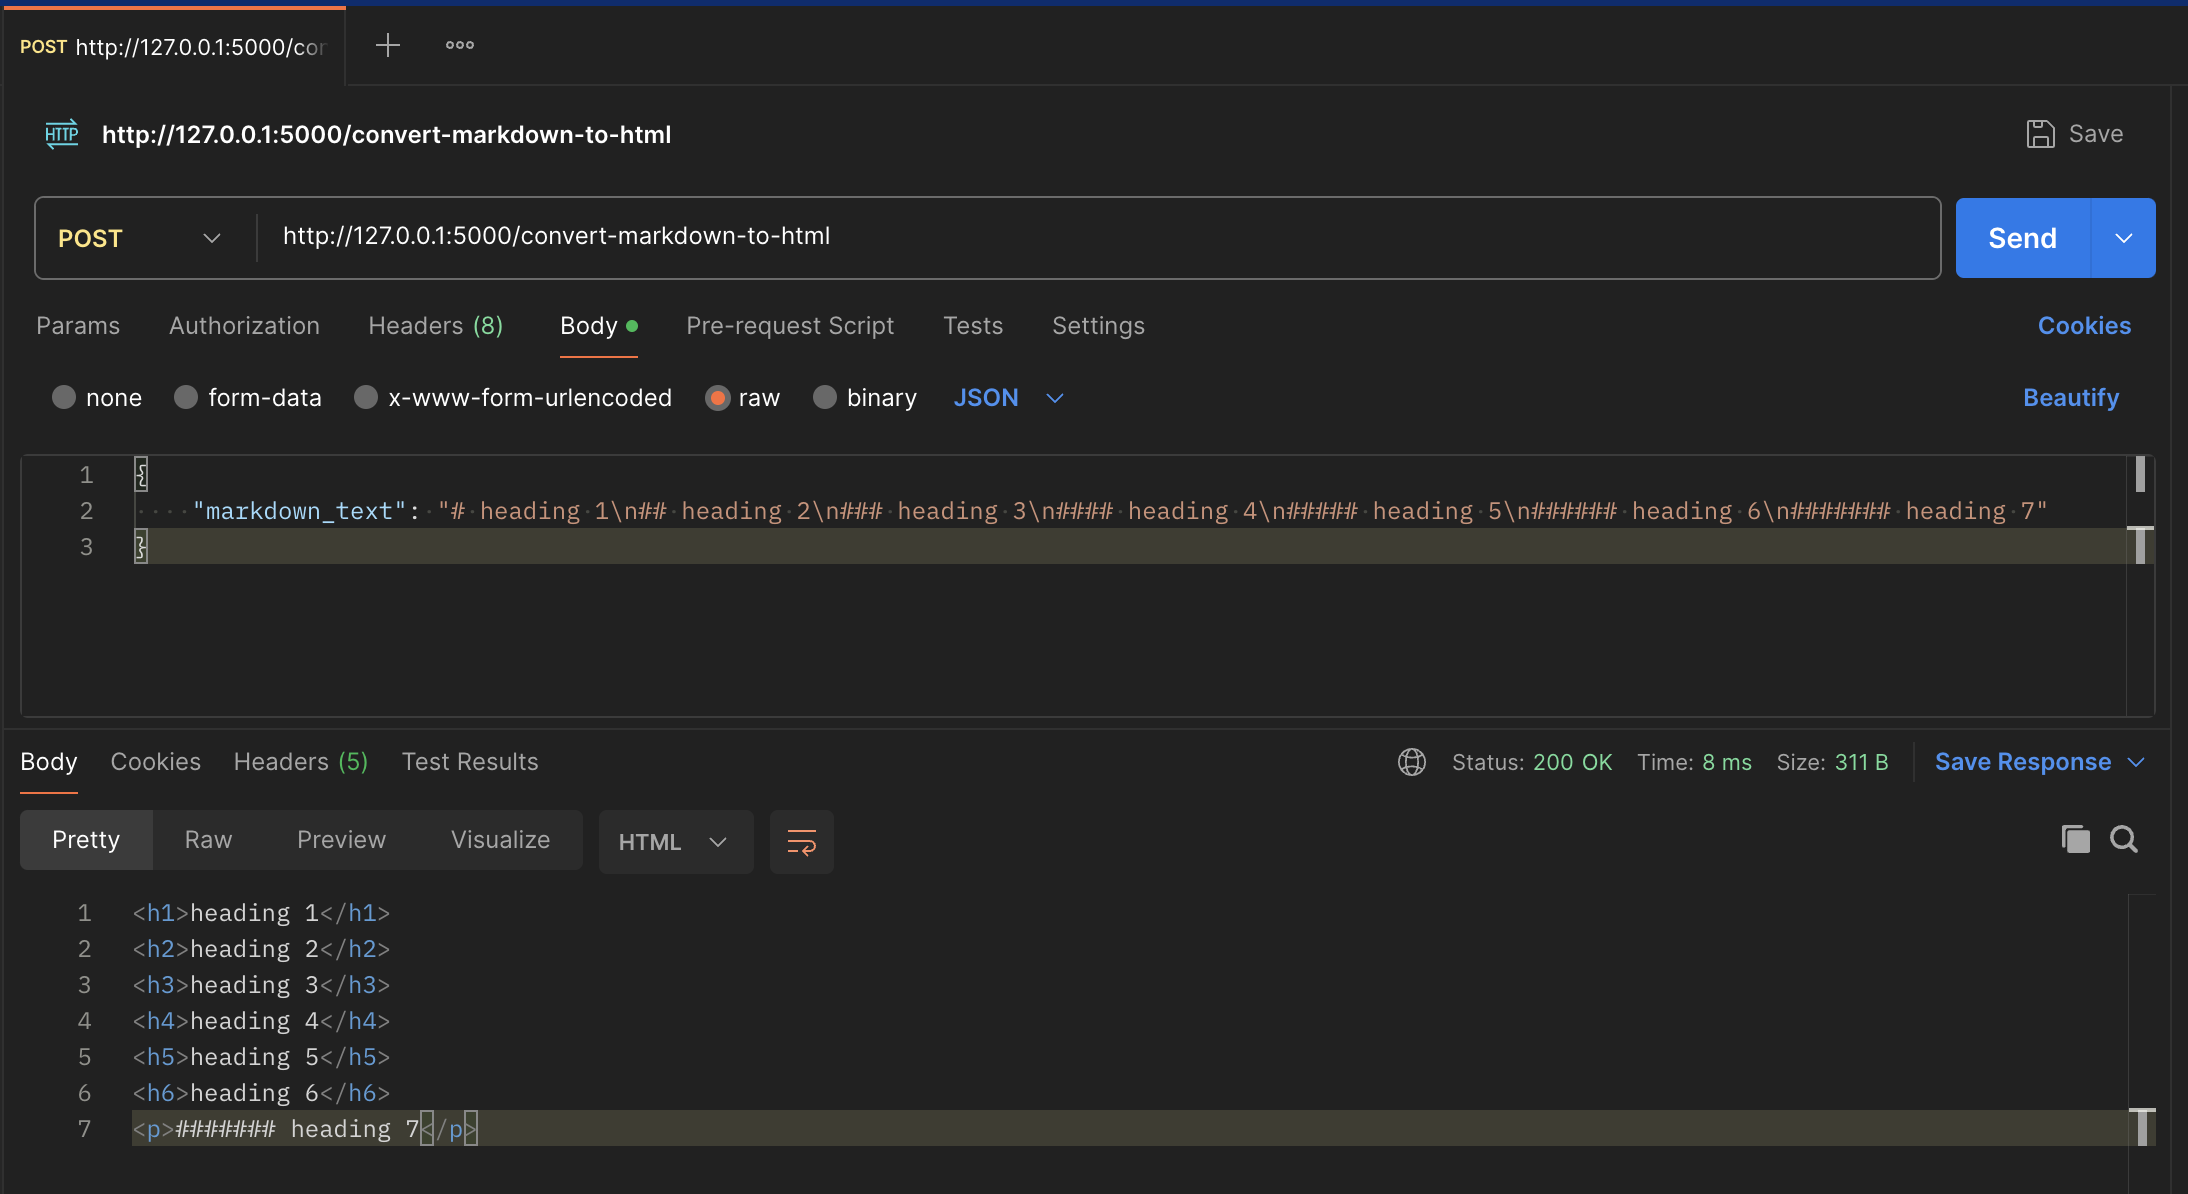 POST http://127.0.0.1:5000/cor
HTTP http://127.0.0.1:5000/convert-markdown-to-html Save
POST http://127.0.0.1:5000/convert-markdown-to-html Send
Params Authorization Headers (8) Body Pre-request Script Tests Settings Cookies
none form-data x-www-form-urlencoded raw binary JSON Beautify
1 {
2 "markdown_text": "# heading 1\n## heading 2\n### heading 3\n#### heading 4\n##### heading 5\n###### heading 6\n####### heading 7"
3 }
Body Cookies Headers (5) Test Results Status: 200 OK Time: 8 ms Size: 311 B Save Response
Pretty Raw Preview Visualize HTML
1 <h1>heading 1</h1>
2 <h2>heading 2</h2>
3 <h3>heading 3</h3>
4 <h4>heading 4</h4>
5 <h5>heading 5</h5>
6 <h6>heading 6</h6>
7 <p>####### heading 7</p>